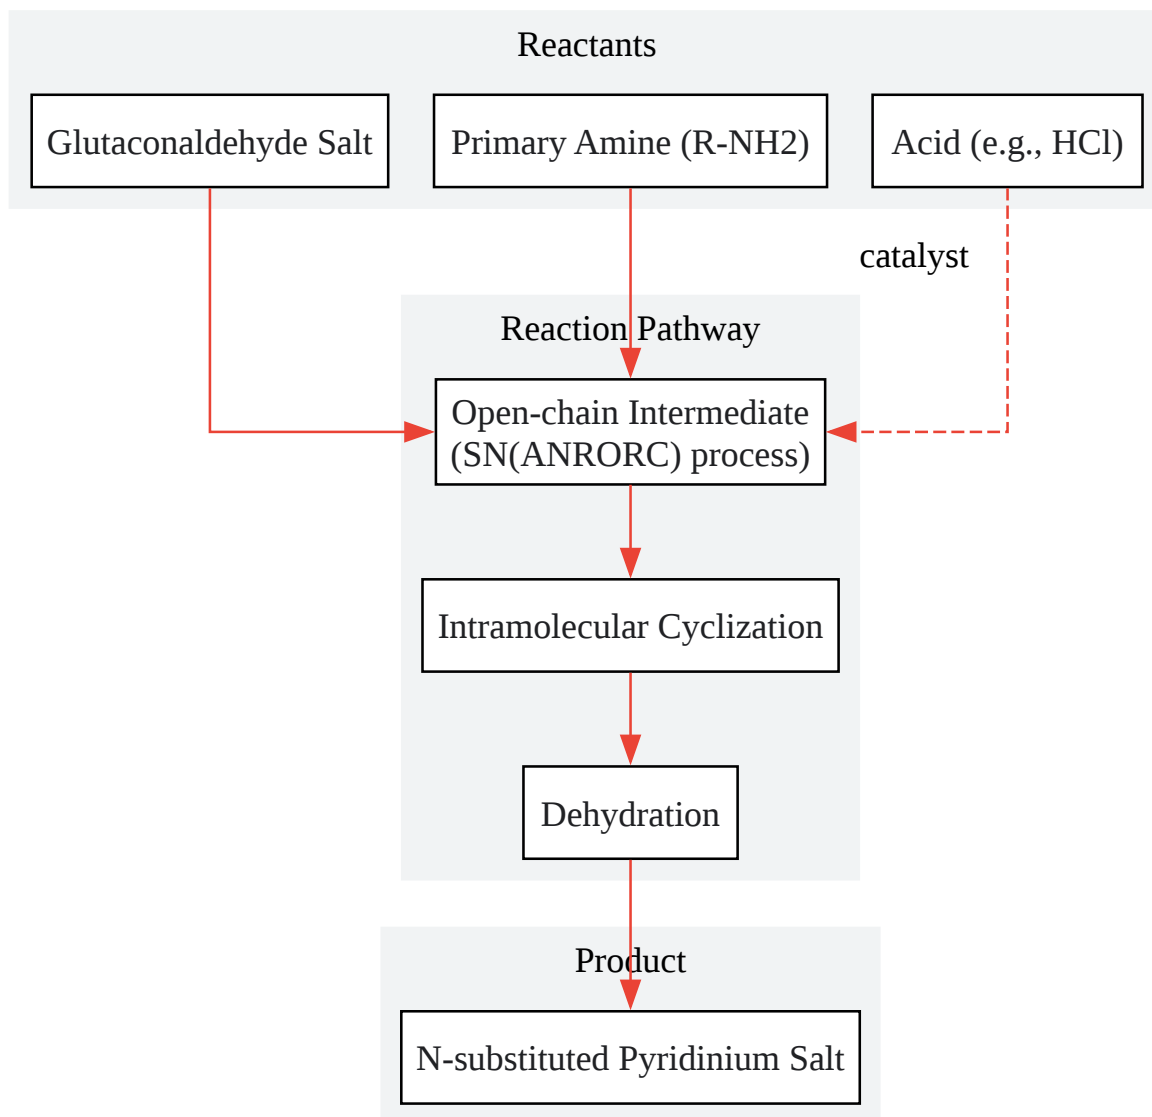 Reactants
Glutaconaldehyde Salt
Primary Amine (R-NH2)
Acid (e.g., HCl)
catalyst
Reaction Pathway
Open-chain Intermediate
(SN(ANRORC) process)
Intramolecular Cyclization
Dehydration
Product
N-substituted Pyridinium Salt